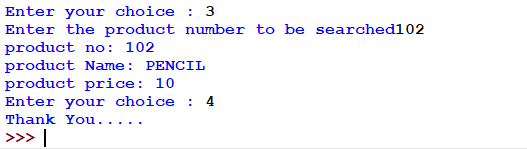 Enter your choice : 3
Enter the product number to be searched102
product no: 102
product Name: PENCIL
product price: 10
Enter your choice : 4
Thank You.....
>>>